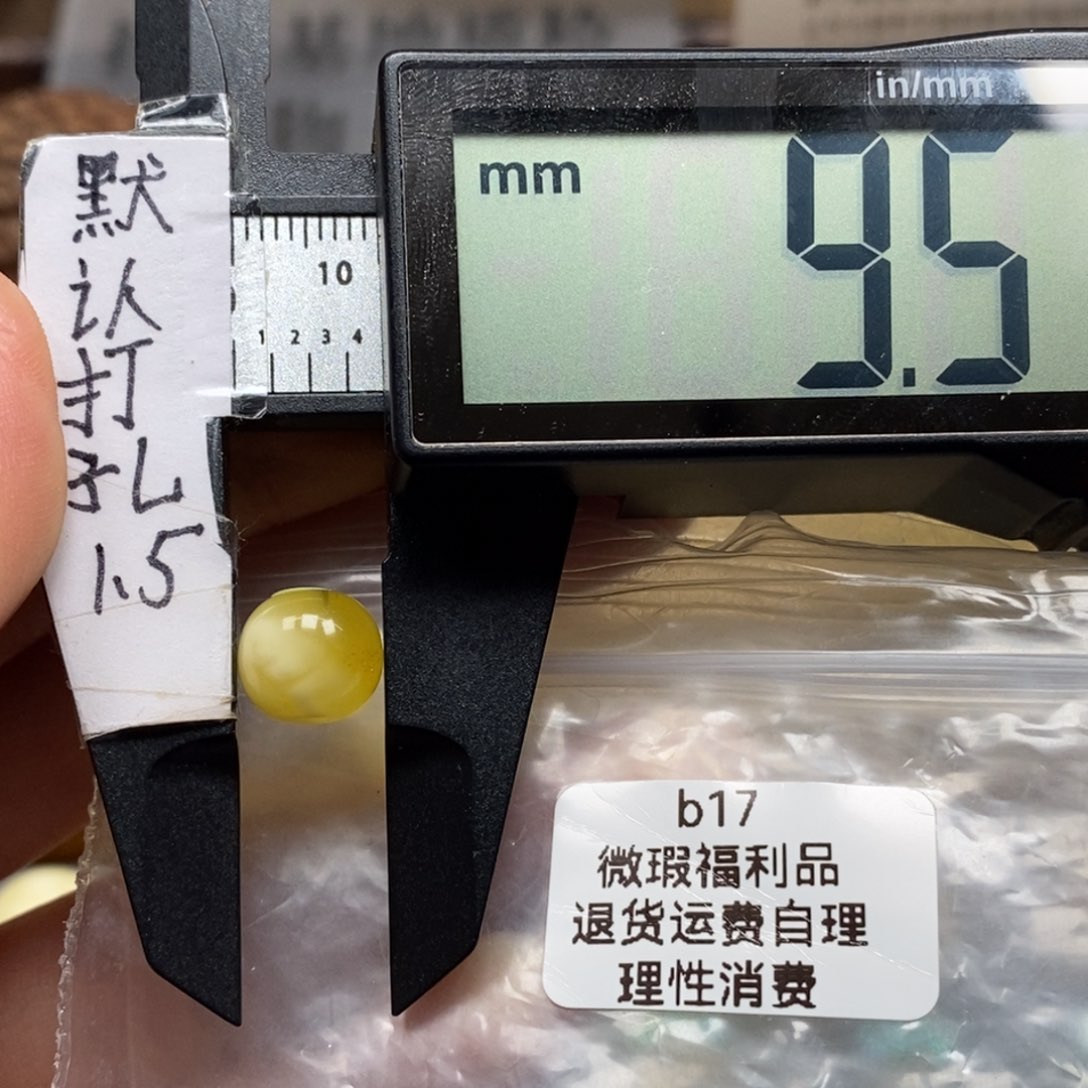 in/mm
mm
9.5
10
1 2 3 4
默
认
打
孔
1.5
b17
微瑕福利品
退货运费自理
理性消费